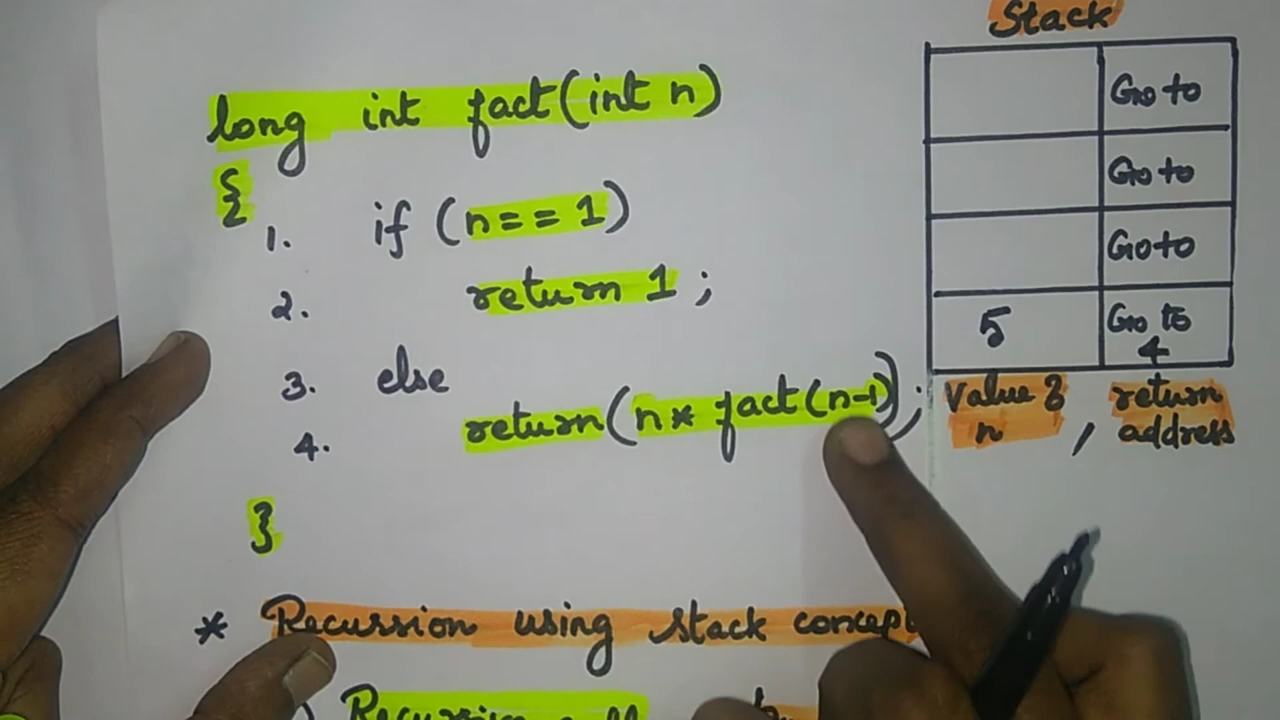 long int fact(int n)
{
1. if (n == 1)
2. return 1;
3. else
4. return(n* fact(n-1));
}
* Recussion using stack concept
Stack
Go to
Go to
Go to
5 Go to 4
Value of n, return address